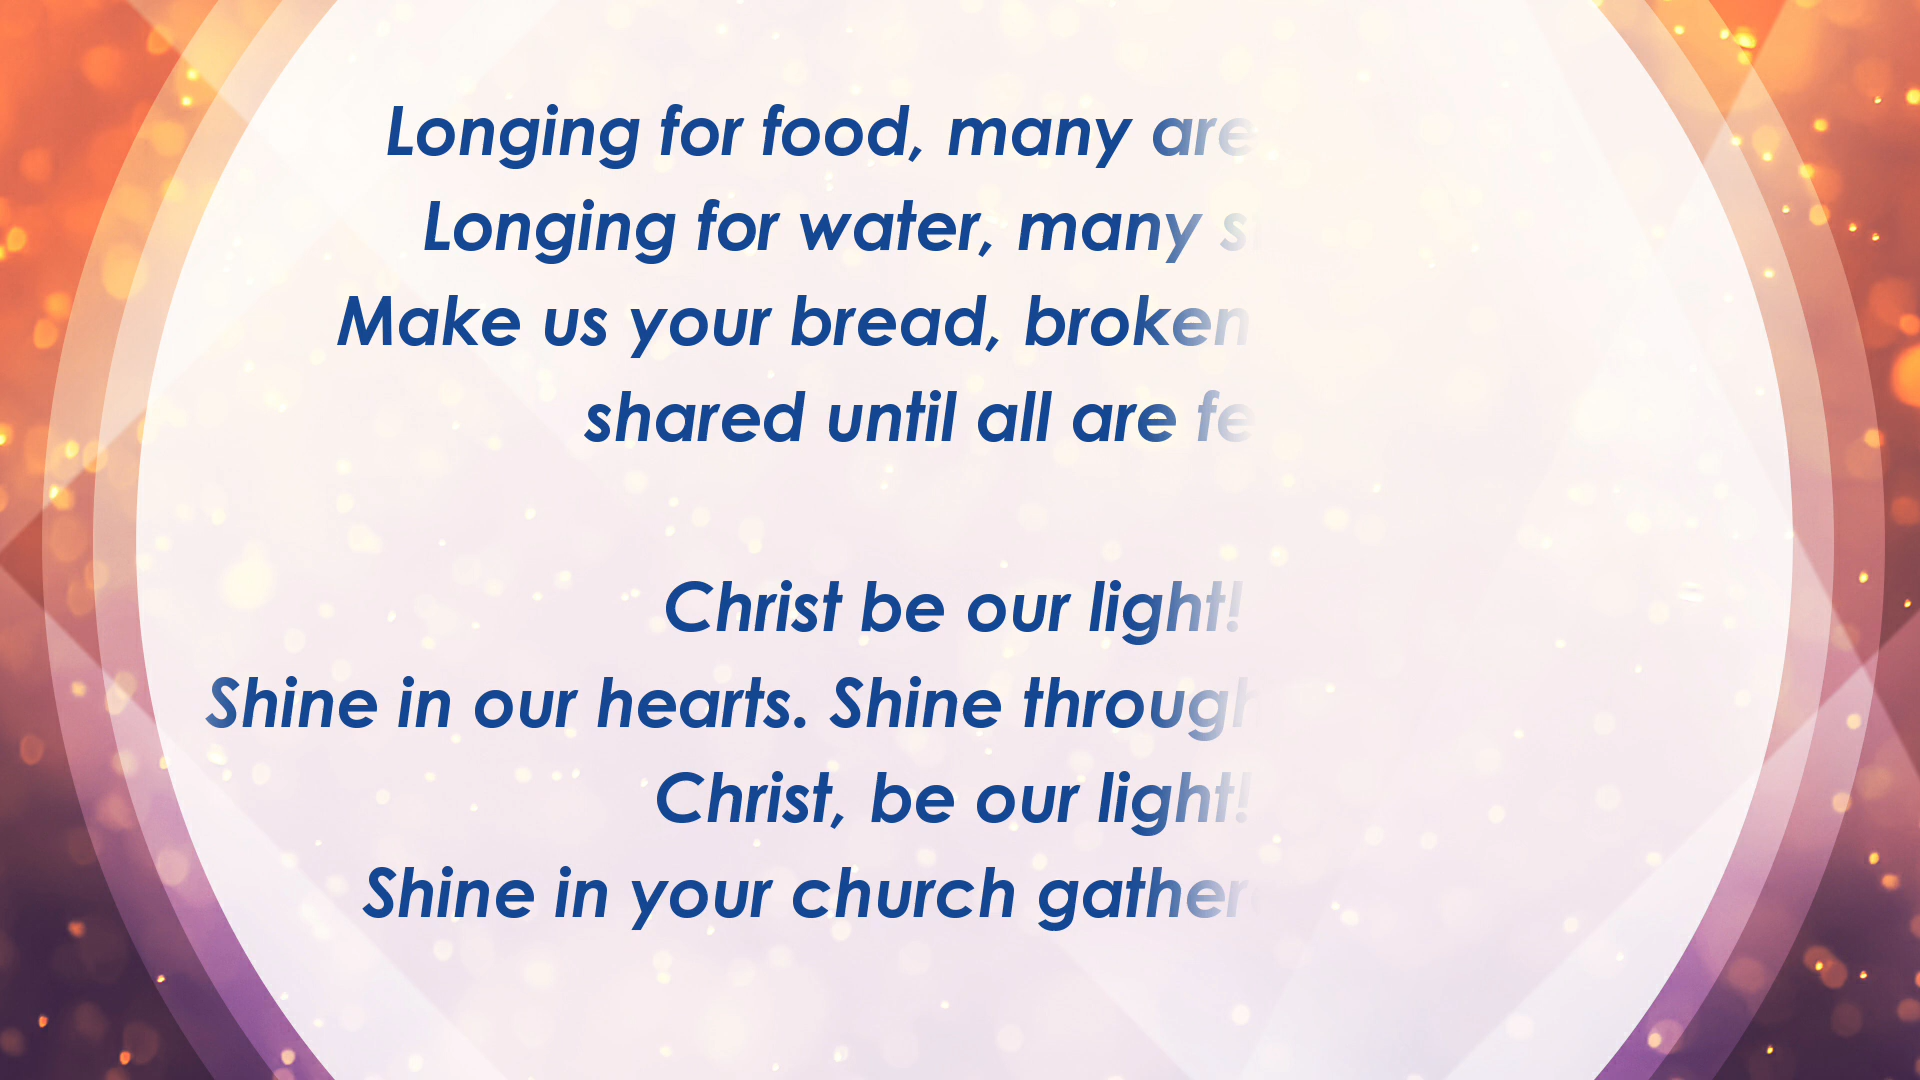 Longing for food, many are
Longing for water, many
Make us your bread, broken
shared until all are
Christ be our light!
Shine in our hearts. Shine
Christ, be our light!
Shine in your church